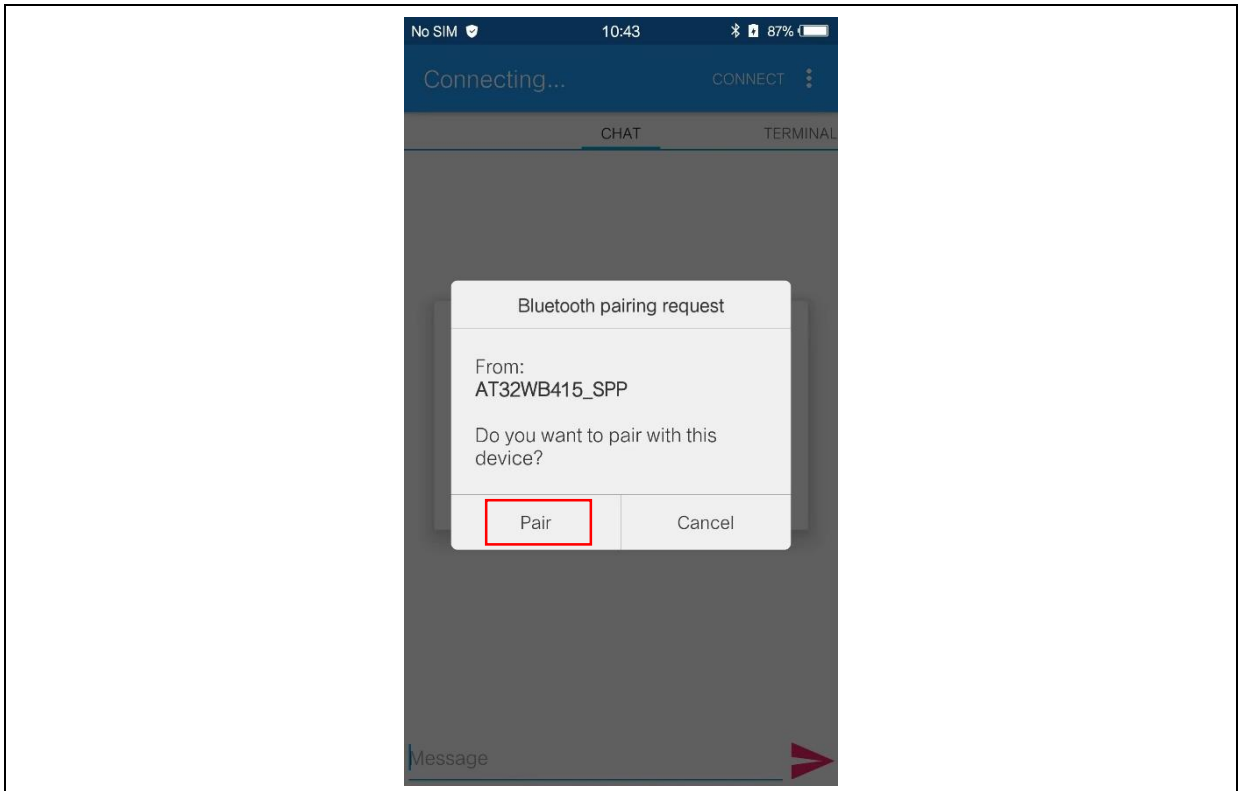 No SIM 10:43 87%
Connecting... CONNECT
CHAT TERMINAL
Bluetooth pairing request
From:
AT32WB415_SPP
Do you want to pair with this
device?
Pair Cancel
Message